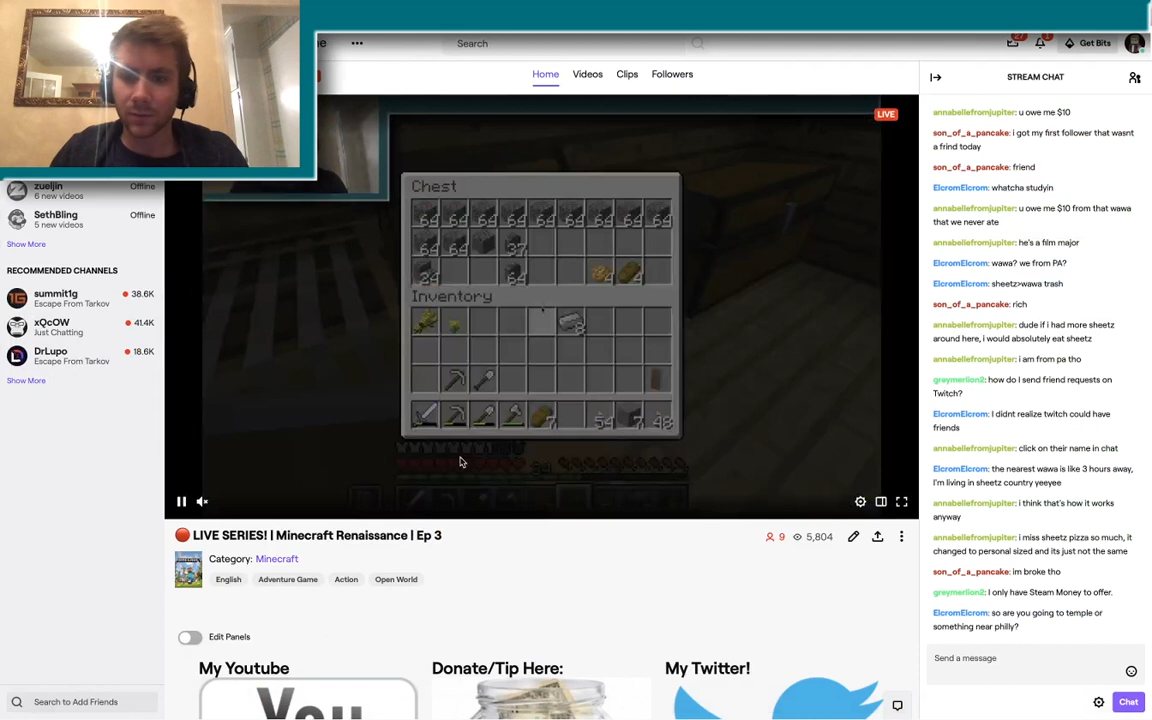 Search
27
1
Get Bits
Home Videos Clips Followers
STREAM CHAT
zueljin Offline
6 new videos
SethBling Offline
5 new videos
Show More
RECOMMENDED CHANNELS
summit1g 38.6K
Escape From Tarkov
xQcOW 41.4K
Just Chatting
DrLupo 18.6K
Escape From Tarkov
Show More
Search to Add Friends
LIVE
Chest
64 64 64 64 64 64 64 64 64
64 64 37
24 64 4 4
Inventory
8
7 54 7 48
34
LIVE SERIES! | Minecraft Renaissance | Ep 3
9 5,804
Category: Minecraft
English Adventure Game Action Open World
Edit Panels
My Youtube Donate/Tip Here: My Twitter!
You
annabellefromjupiter: u owe me $10
son_of_a_pancake: i got my first follower that wasnt
a frind today
son_of_a_pancake: friend
ElcromElcrom: whatcha studyin
annabellefromjupiter: u owe me $10 from that wawa
that we never ate
annabellefromjupiter: he's a film major
ElcromElcrom: wawa? we from PA?
ElcromElcrom: sheetz>wawa trash
son_of_a_pancake: rich
annabellefromjupiter: dude if i had more sheetz
around here, i would absolutely eat sheetz
annabellefromjupiter: i am from pa tho
greymerlion2: how do I send friend requests on
Twitch?
ElcromElcrom: I didnt realize twitch could have
friends
annabellefromjupiter: click on their name in chat
ElcromElcrom: the nearest wawa is like 3 hours away,
I'm living in sheetz country yeeyee
annabellefromjupiter: i think that's how it works
anyway
annabellefromjupiter: i miss sheetz pizza so much, it
changed to personal sized and its just not the same
son_of_a_pancake: im broke tho
greymerlion2: I only have Steam Money to offer.
ElcromElcrom: so are you going to temple or
something near philly?
Send a message
Chat